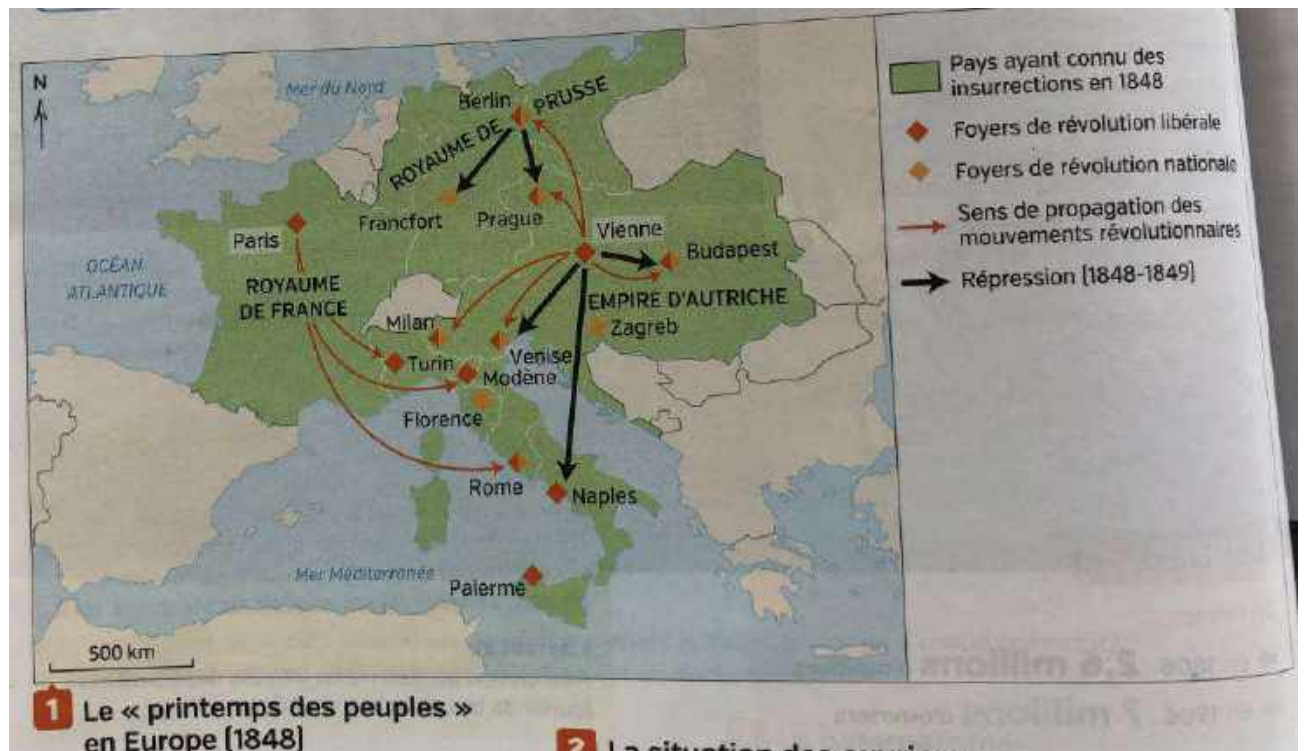 N
Mer du Nord
Berlin
ROYAUME DE PRUSSE
Francfort
Prague
Paris
Vienne
Budapest
OCÉAN
ATLANTIQUE
ROYAUME
DE FRANCE
EMPIRE D'AUTRICHE
Milan
Zagreb
Turin
Venise
Modène
Florence
Rome
Naples
Mer Méditerranée
Palerme
500 km
Pays ayant connu des
insurrections en 1848
Foyers de révolution libérale
Foyers de révolution nationale
Sens de propagation des
mouvements révolutionnaires
Répression (1848-1849)
1 Le « printemps des peuples »
en Europe (1848)
2 La situation des